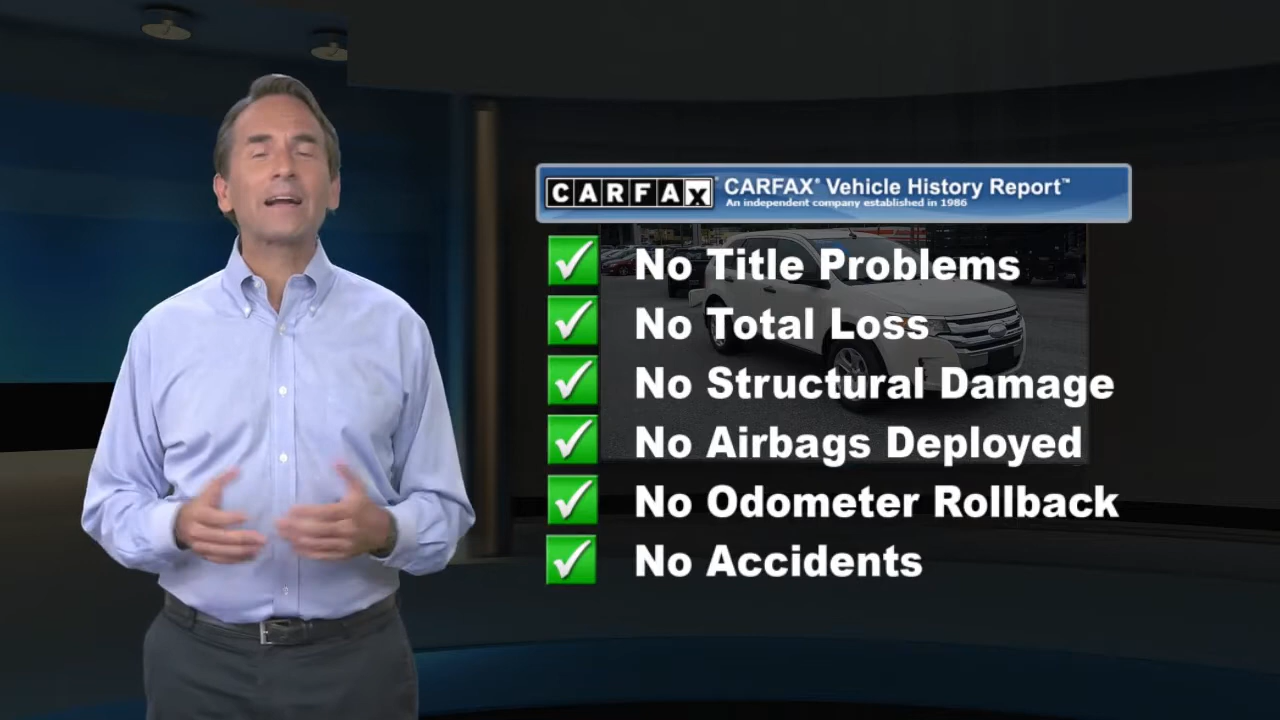 CARFAX® CARFAX® Vehicle History Report™
An independent company established in 1986
No Title Problems
No Total Loss
No Structural Damage
No Airbags Deployed
No Odometer Rollback
No Accidents